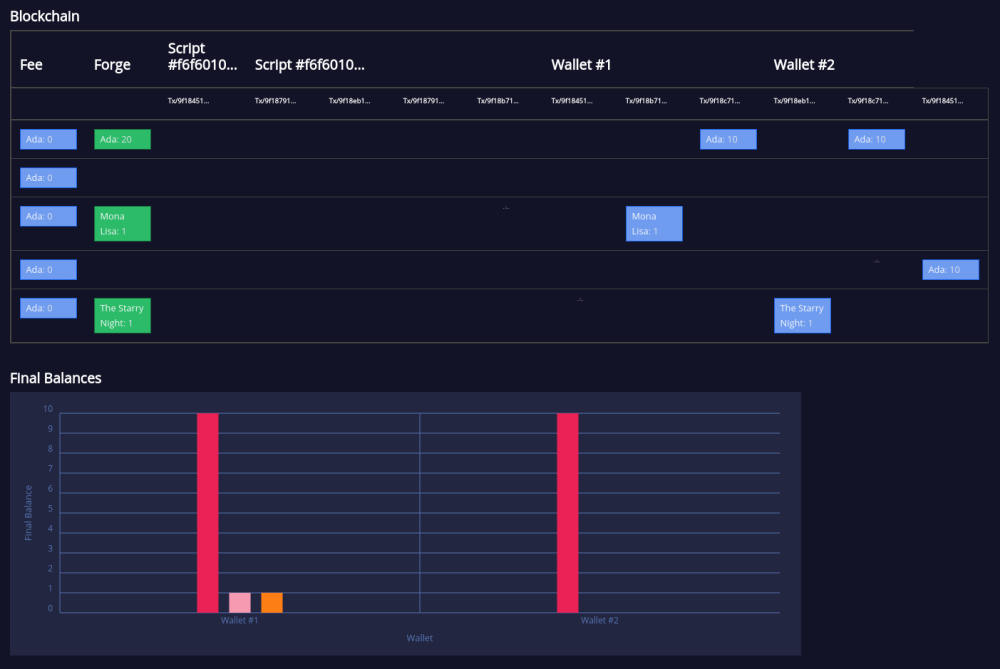 Blockchain
Fee Forge Script #f6f6010... Script #f6f6010... Wallet #1 Wallet #2
Tx/9f18451... Tx/9f18791... Tx/9f18eb1... Tx/9f18791... Tx/9f18b71... Tx/9f18451... Tx/9f18b71... Tx/9f18c71... Tx/9f18eb1... Tx/9f18c71... Tx/9f18451...
Ada: 0 Ada: 20 Ada: 10 Ada: 10
Ada: 0
Ada: 0 Mona Lisa: 1 Mona Lisa: 1
Ada: 0 Ada: 10
Ada: 0 The Starry Night: 1 The Starry Night: 1
Final Balances
10
9
8
7
6
5
4
3
2
1
0
Final Balance
Wallet #1 Wallet #2
Wallet